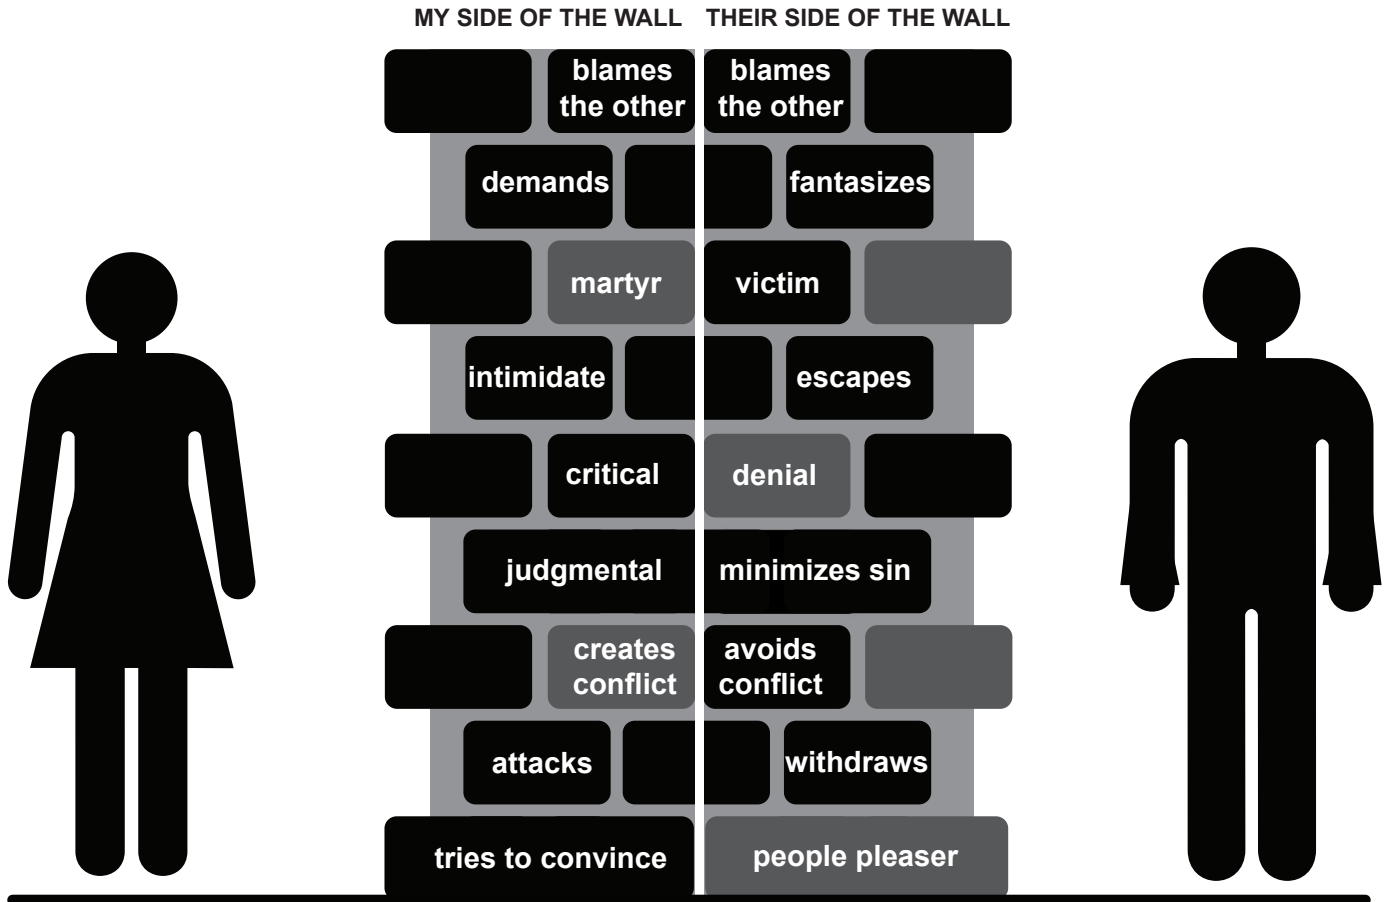 MY SIDE OF THE WALL THEIR SIDE OF THE WALL
blames
the other
blames
the other
demands
fantasizes
martyr
victim
intimidate
escapes
critical
denial
judgmental
minimizes sin
creates
conflict
avoids
conflict
attacks
withdraws
tries to convince
people pleaser